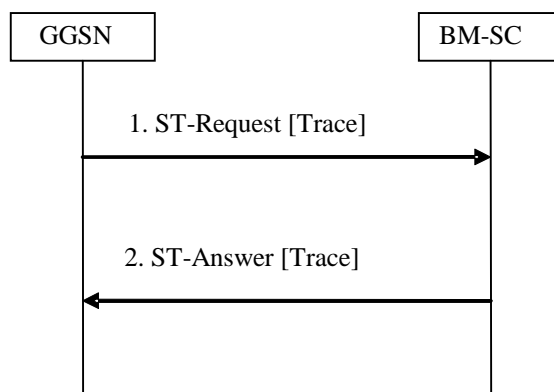 GGSN
BM-SC
1. ST-Request [Trace]
2. ST-Answer [Trace]